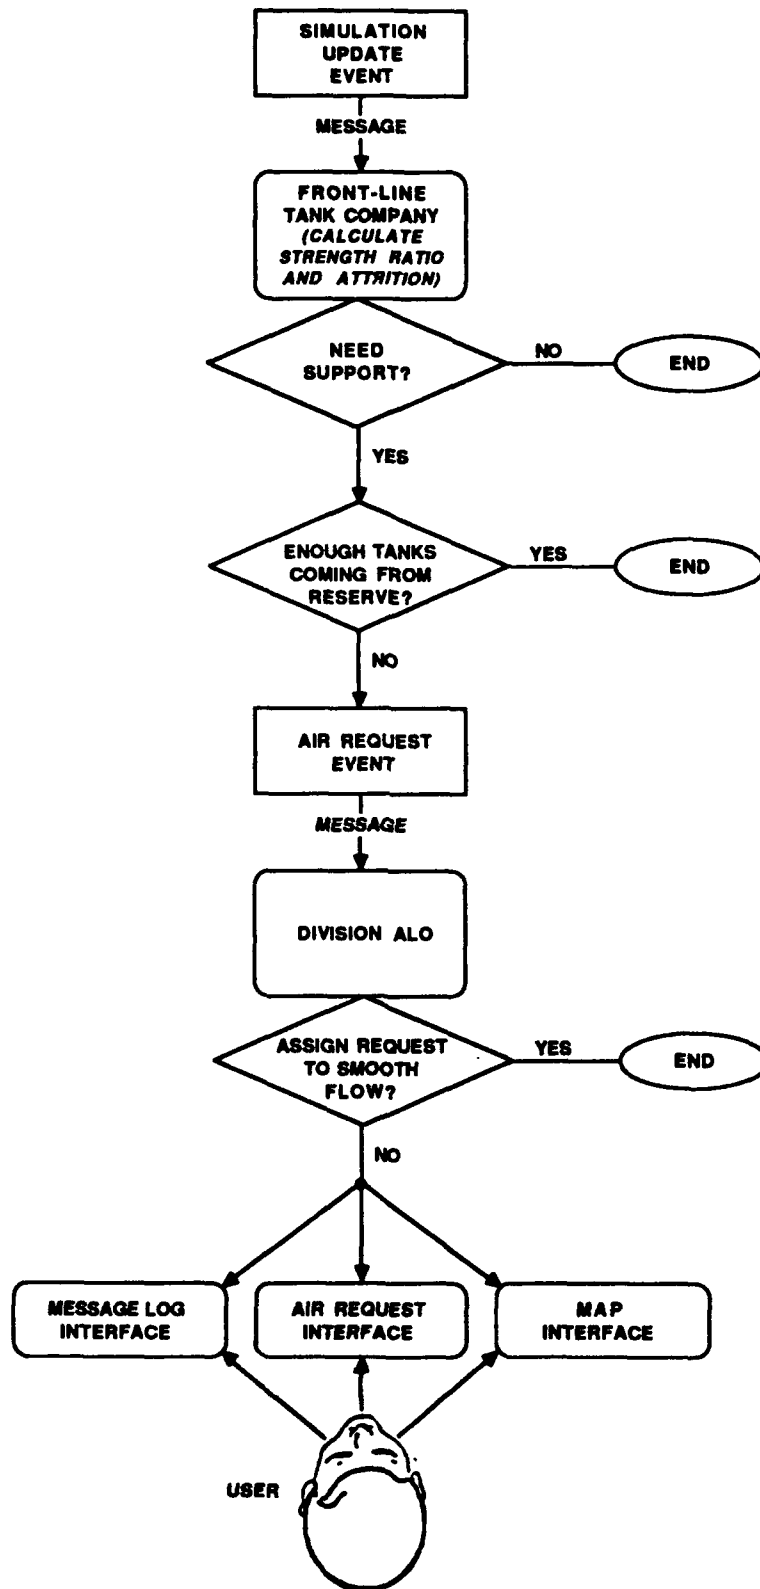 SIMULATION
UPDATE
EVENT
MESSAGE
FRONT-LINE
TANK COMPANY
(CALCULATE
STRENGTH RATIO
AND ATTRITION)
NEED
SUPPORT?
NO
END
YES
ENOUGH TANKS
COMING FROM
RESERVE?
YES
END
NO
AIR REQUEST
EVENT
MESSAGE
DIVISION ALO
ASSIGN REQUEST
TO SMOOTH
FLOW?
YES
END
NO
MESSAGE LOG
INTERFACE
AIR REQUEST
INTERFACE
MAP
INTERFACE
USER